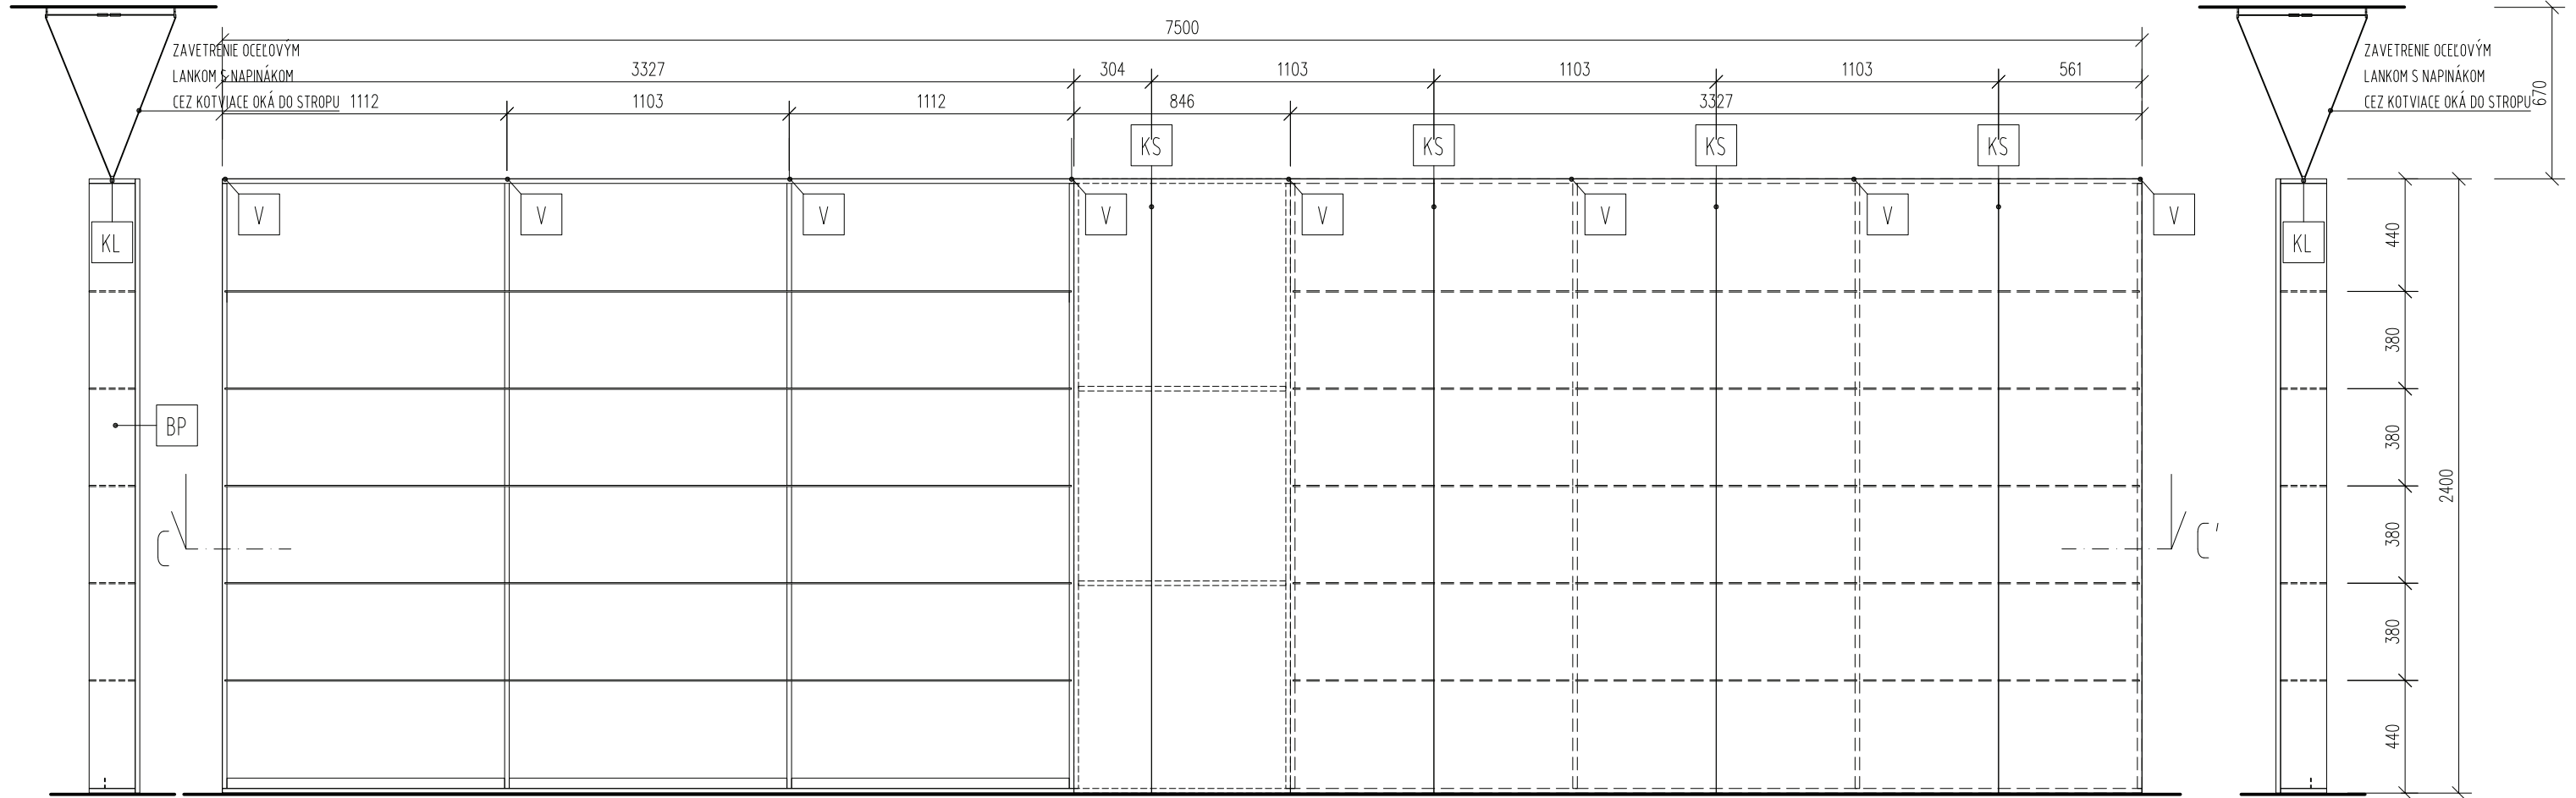 7500
ZAVETRENIE OCEĽOVÝM
LANKOM S NAPINÁKOM
CEZ KOTVIACE OKÁ DO STROPU
3327
304
1103
1103
1103
561
1112
1103
1112
846
3327
ZAVETRENIE OCEĽOVÝM
LANKOM S NAPINÁKOM
CEZ KOTVIACE OKÁ DO STROPU
670
KS
KS
KS
KS
V
V
V
V
V
V
V
V
KL
KL
BP
C
C'
440
380
380
380
380
440
2400